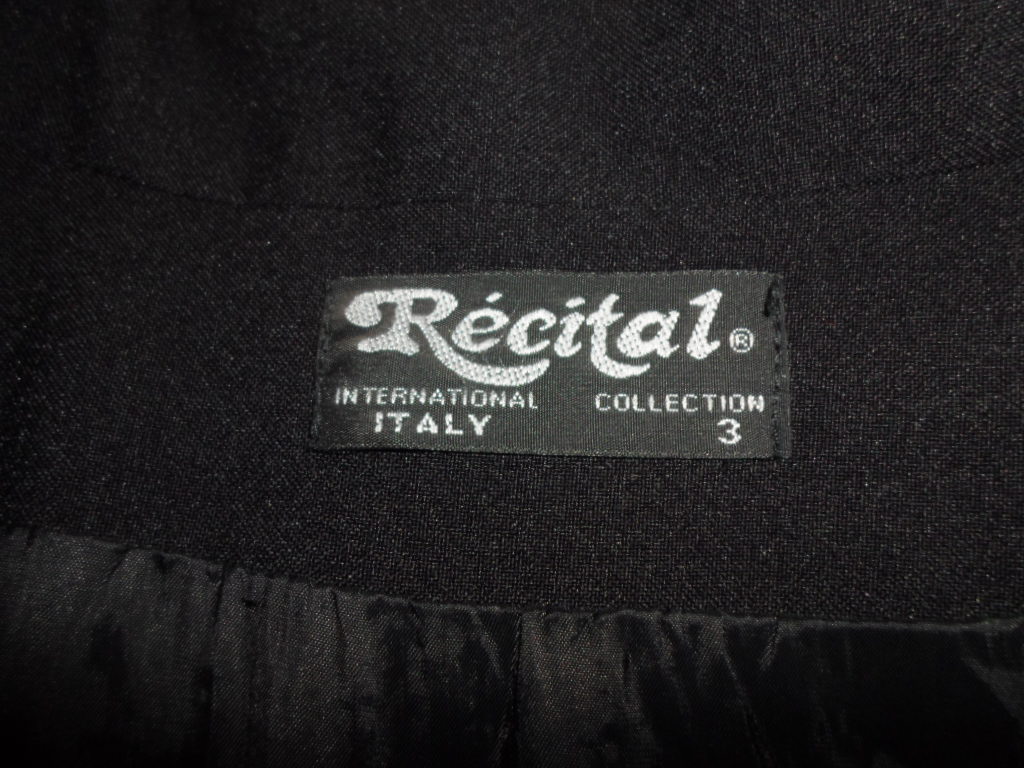 Récital®
INTERNATIONAL COLLECTION
ITALY 3